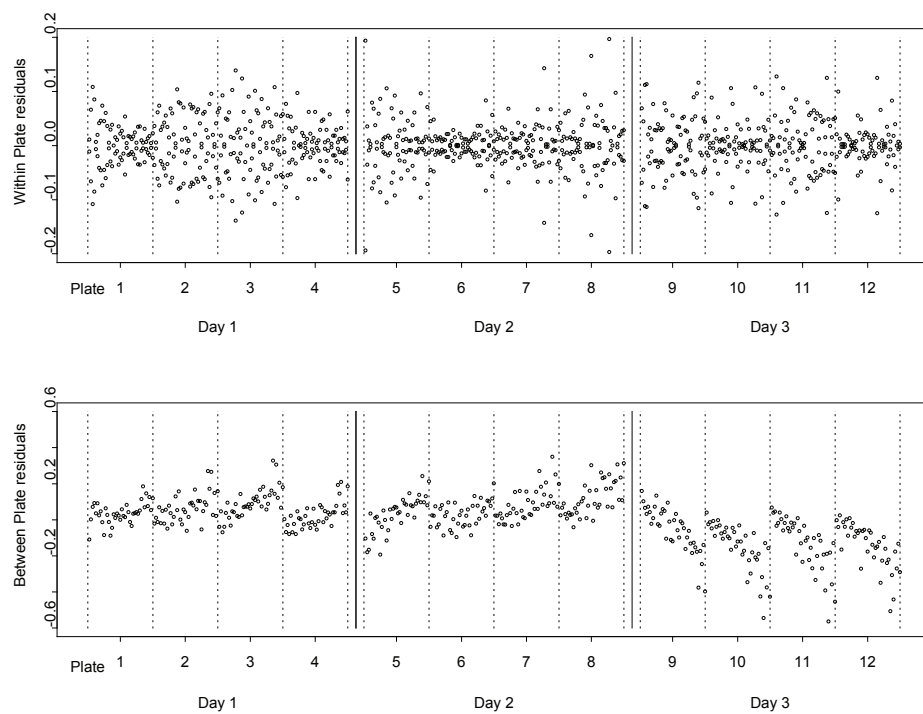 Within Plate residuals
0.2
0.1
0.0
-0.1
-0.2
Plate 1 2 3 4 5 6 7 8 9 10 11 12
Day 1 Day 2 Day 3
Between Plate residuals
0.6
0.2
-0.2
-0.6
Plate 1 2 3 4 5 6 7 8 9 10 11 12
Day 1 Day 2 Day 3